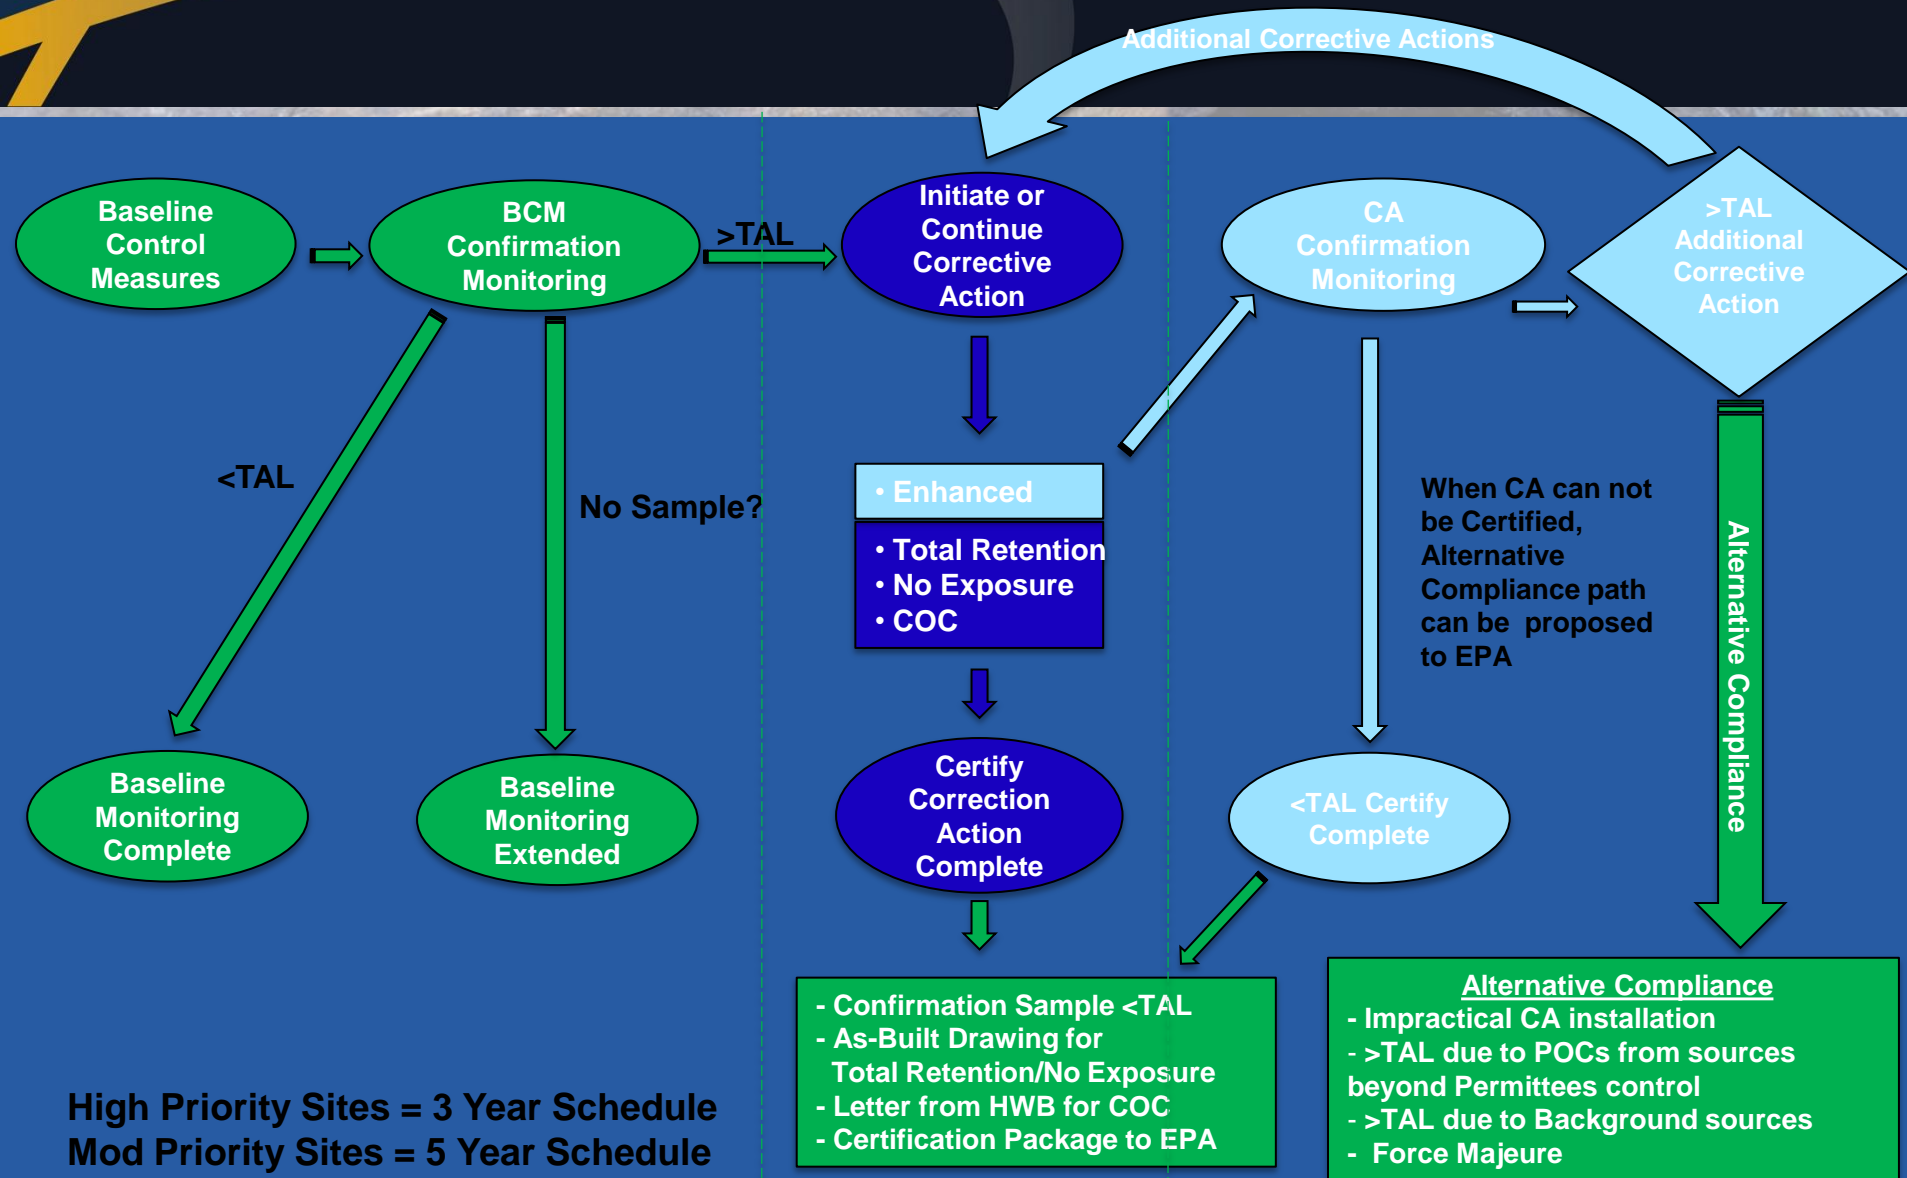 Additional Corrective Actions
Baseline
Control
Measures
BCM
Confirmation
Monitoring
>TAL
Initiate or
Continue
Corrective
Action
CA
Confirmation
Monitoring
>TAL
Additional
Corrective
Action
<TAL
No Sample?
• Enhanced
• Total Retention
• No Exposure
• COC
When CA can not
be Certified,
Alternative
Compliance path
can be proposed
to EPA
Alternative Compliance
Baseline
Monitoring
Complete
Baseline
Monitoring
Extended
Certify
Correction
Action
Complete
<TAL Certify
Complete
- Confirmation Sample <TAL
- As-Built Drawing for
Total Retention/No Exposure
- Letter from HWB for COC
- Certification Package to EPA
Alternative Compliance
- Impractical CA installation
- >TAL due to POCs from sources
beyond Permittees control
- >TAL due to Background sources
- Force Majeure
High Priority Sites = 3 Year Schedule
Mod Priority Sites = 5 Year Schedule